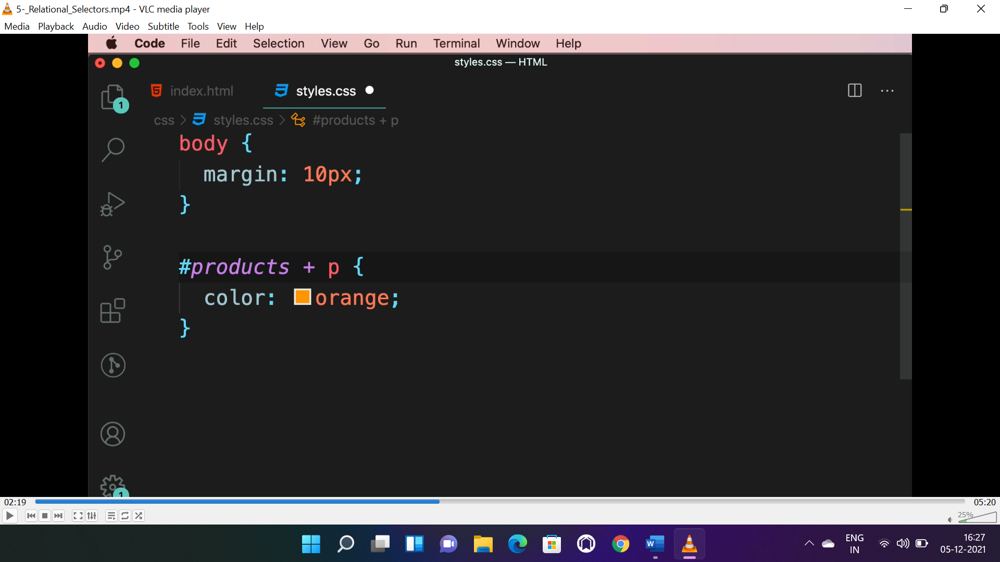 5-_Relational_Selectors.mp4 - VLC media player
Media Playback Audio Video Subtitle Tools View Help
Code File Edit Selection View Go Run Terminal Window Help
styles.css — HTML
index.html styles.css
1
css > styles.css > #products + p
body {
margin: 10px;
}
#products + p {
color: orange;
}
1
02:19 05:20
25%
W
ENG
IN
16:27
05-12-2021